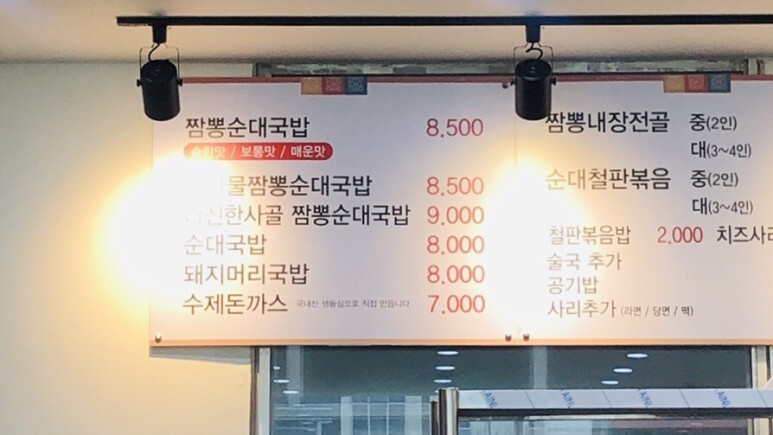 짬뽕순대국밥 8.500
순한맛 / 보통맛 / 매운맛
물짬뽕순대국밥 8.500
신한사골 짬뽕순대국밥 9.000
순대국밥 8.000
돼지머리국밥 8.000
수제돈까스 국내산 생등심으로 직접 만듭니다 7.000
짬뽕내장전골 중(2인)
대(3~4인)
순대철판볶음 중(2인)
대(3~4인)
철판볶음밥 2.000 치즈사리
술국 추가
공기밥
사리추가 (라면 / 당면 / 떡)